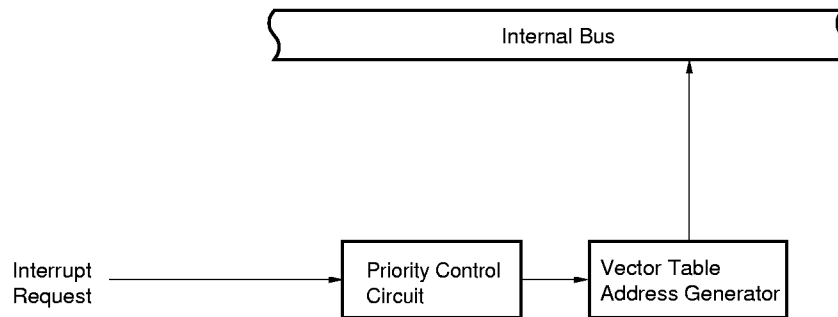 Internal Bus
Interrupt
Request
Priority Control
Circuit
Vector Table
Address Generator